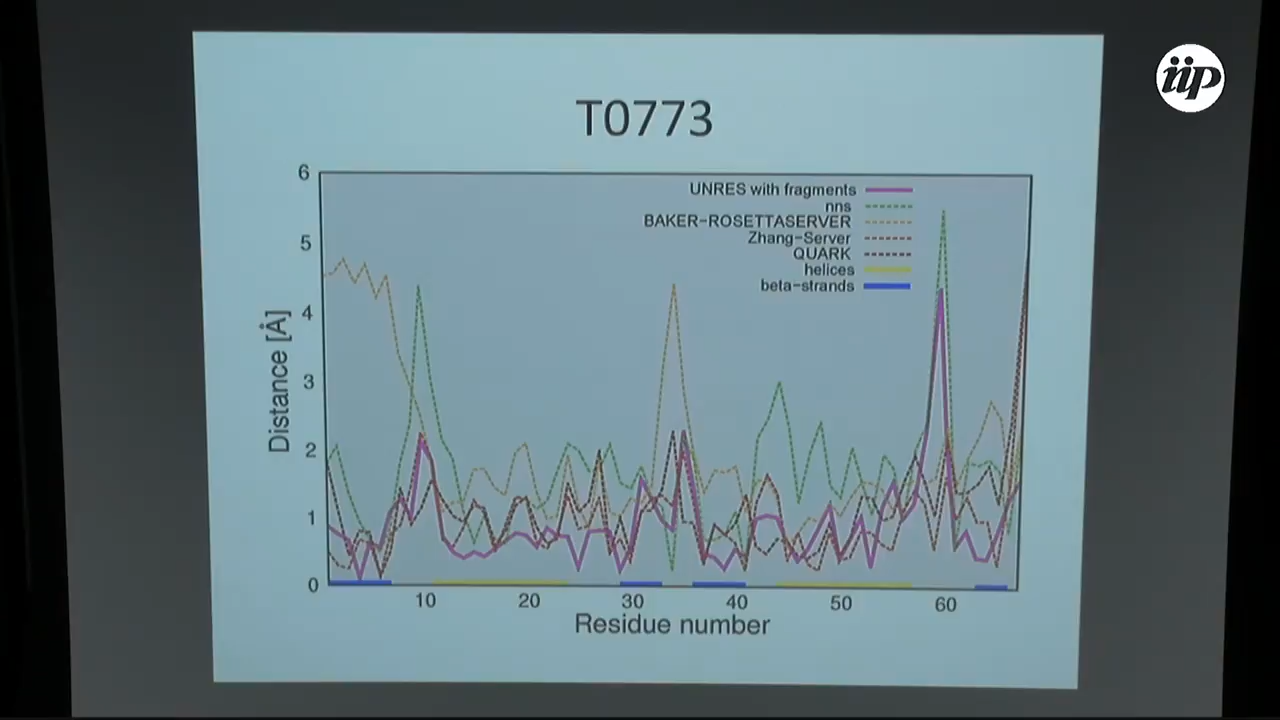 iip
T0773
6
5
4
3
2
1
0
Distance [Å]
UNRES with fragments
nns
BAKER-ROSETTASERVER
Zhang-Server
QUARK
helices
beta-strands
10 20 30 40 50 60
Residue number